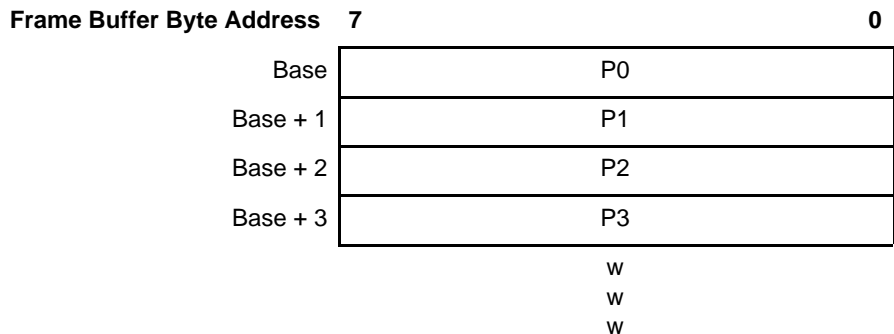 Frame Buffer Byte Address 7 0
Base P0
Base + 1 P1
Base + 2 P2
Base + 3 P3
w
w
w